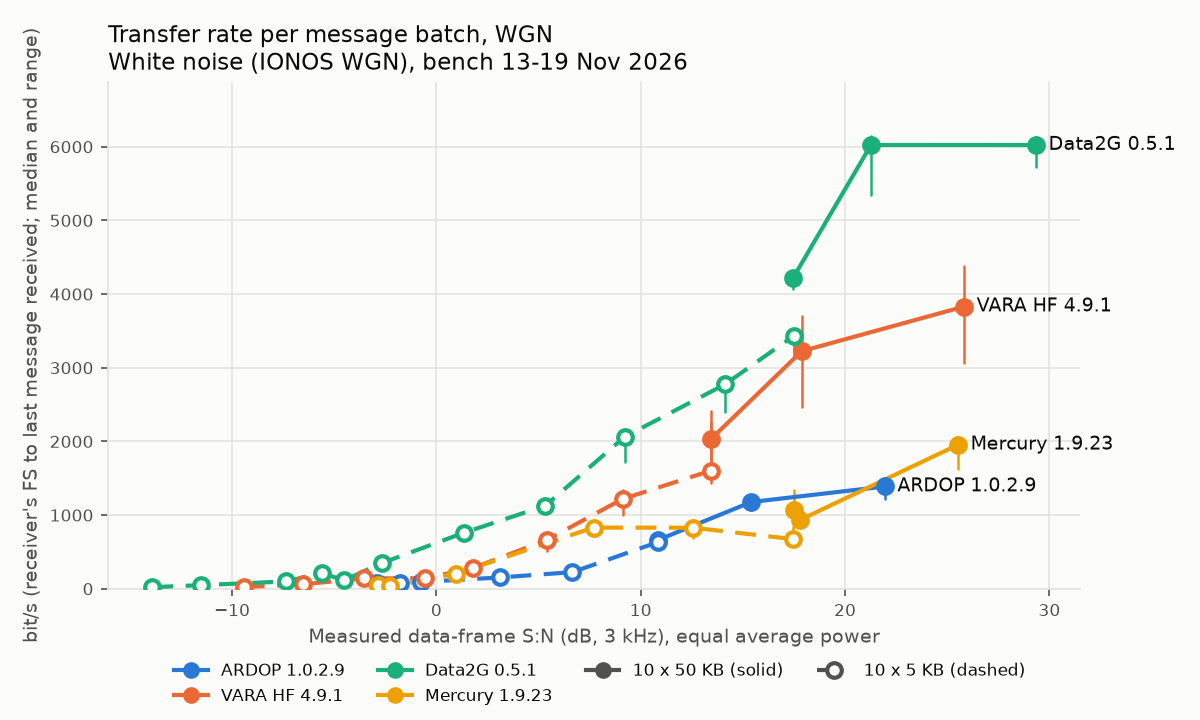 Transfer rate per message batch, WGN
White noise (IONOS WGN), bench 13-19 Nov 2026
bit/s (receiver's FS to last message received; median and range)
6000
5000
4000
3000
2000
1000
0
Data2G 0.5.1
VARA HF 4.9.1
Mercury 1.9.23
ARDOP 1.0.2.9
−10
0
10
20
30
Measured data-frame S:N (dB, 3 kHz), equal average power
ARDOP 1.0.2.9
Data2G 0.5.1
10 x 50 KB (solid)
10 x 5 KB (dashed)
VARA HF 4.9.1
Mercury 1.9.23